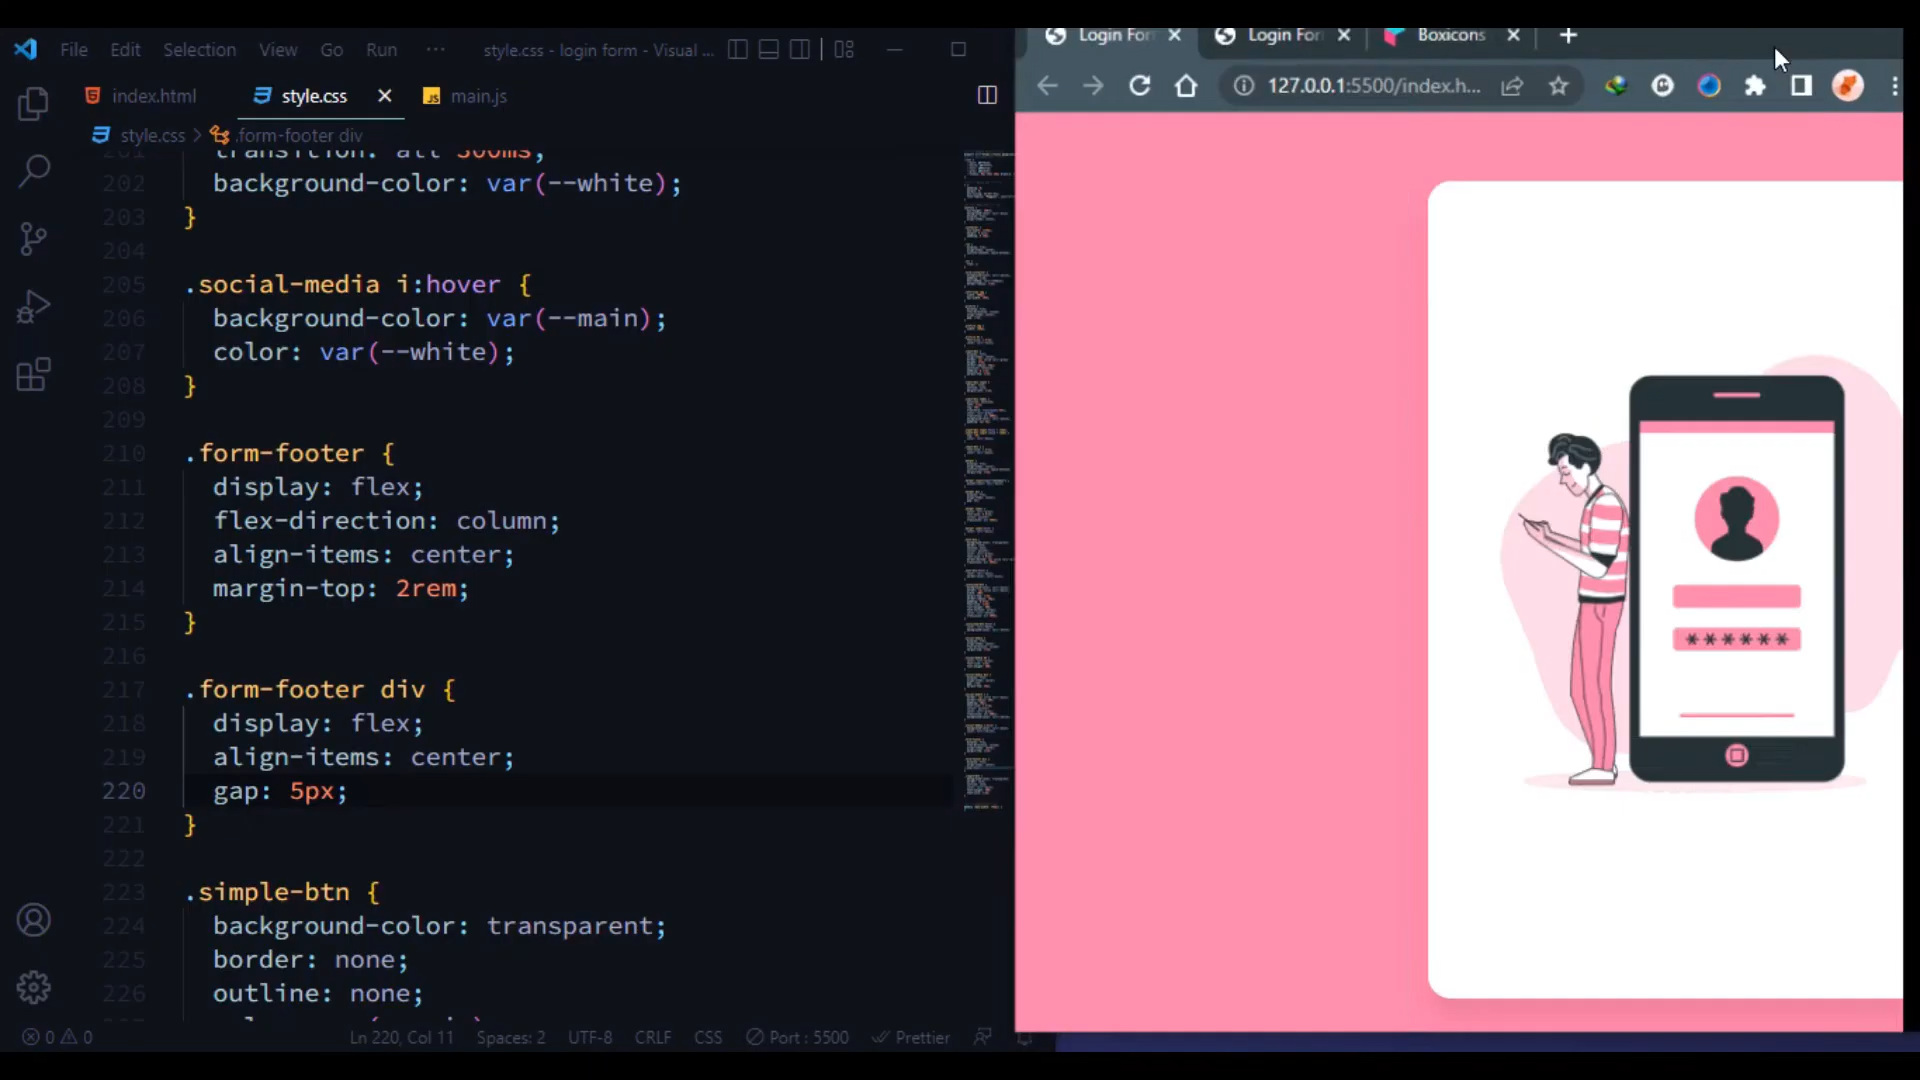 File Edit Selection View Go Run ··· style.css - login form - Visual ...
index.html style.css main.js
style.css > .form-footer div
201 transition: all 300ms;
202 background-color: var(--white);
203 }
204
205 .social-media i:hover {
206 background-color: var(--main);
207 color: var(--white);
208 }
209
210 .form-footer {
211 display: flex;
212 flex-direction: column;
213 align-items: center;
214 margin-top: 2rem;
215 }
216
217 .form-footer div {
218 display: flex;
219 align-items: center;
220 gap: 5px;
221 }
222
223 .simple-btn {
224 background-color: transparent;
225 border: none;
226 outline: none;
0 0 Ln 220, Col 11 Spaces: 2 UTF-8 CRLF CSS Port : 5500 Prettier
Login For Login For Boxicons
127.0.0.1:5500/index.h...
******